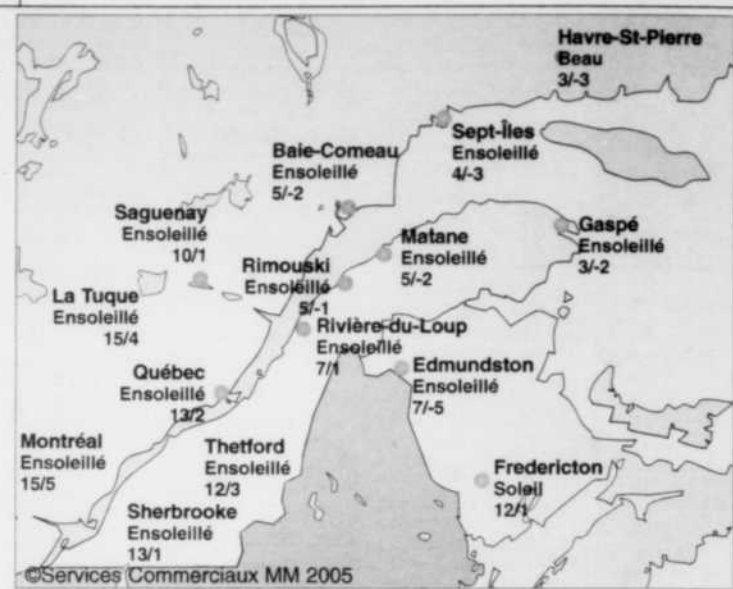 Havre-St-Pierre
Beau
3/-3
Sept-Îles
Ensoleillé
4/-3
Baie-Comeau
Ensoleillé
5/-2
Saguenay
Ensoleillé
10/1
Gaspé
Ensoleillé
3/-2
Matane
Ensoleillé
5/-2
Rimouski
Ensoleillé
5/-1
La Tuque
Ensoleillé
15/4
Rivière-du-Loup
Ensoleillé
7/1
Québec
Ensoleillé
13/2
Edmundston
Ensoleillé
7/-5
Montréal
Ensoleillé
15/5
Thetford
Ensoleillé
12/3
Fredericton
Soleil
12/1
Sherbrooke
Ensoleillé
13/1
©Services Commerciaux MM 2005